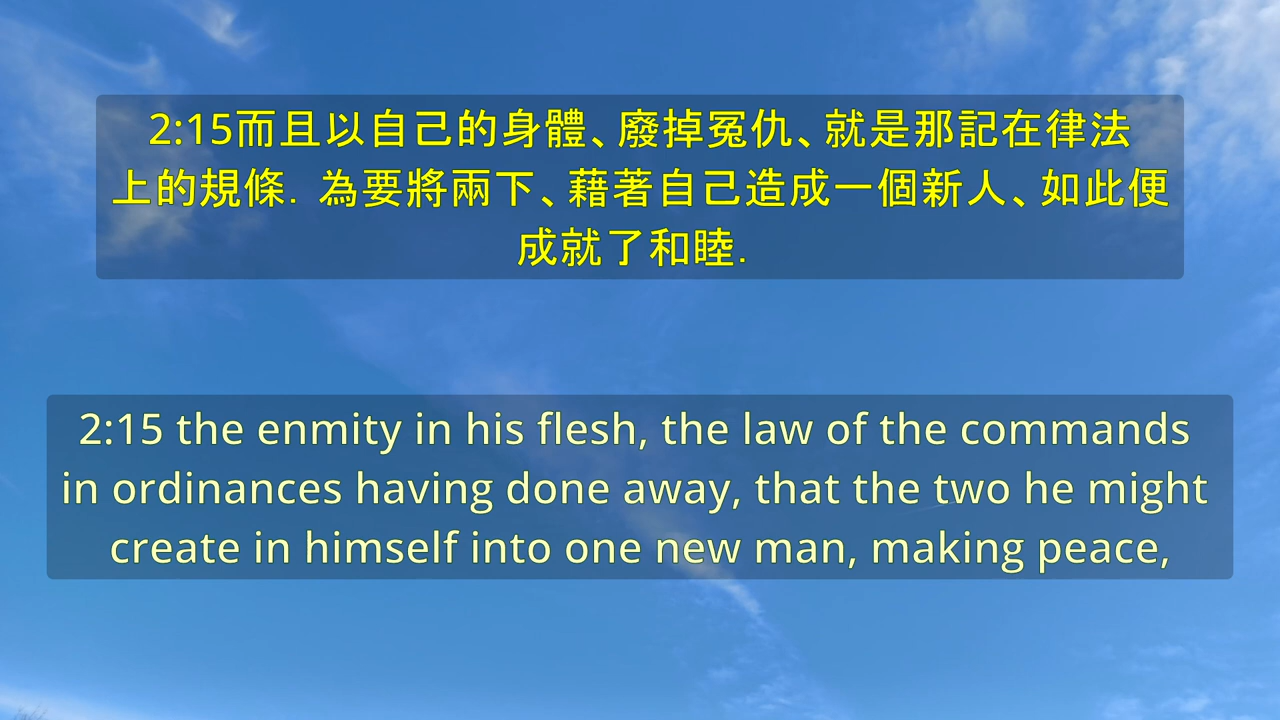 2:15而且以自己的身體、廢掉冤仇、就是那記在律法
上的規條. 為要將兩下、藉著自己造成一個新人、如此便
成就了和睦.
2:15 the enmity in his flesh, the law of the commands
in ordinances having done away, that the two he might
create in himself into one new man, making peace,